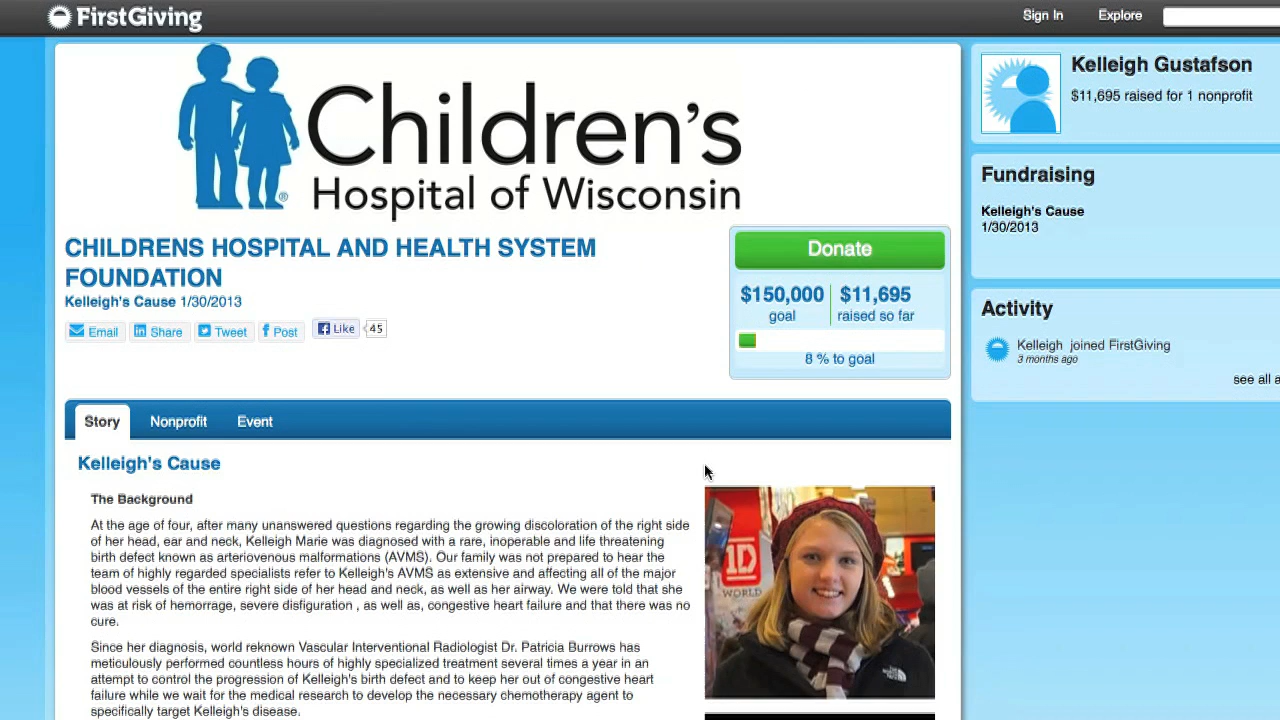 FirstGiving
Sign In
Explore
Children's
Hospital of Wisconsin
®
CHILDRENS HOSPITAL AND HEALTH SYSTEM
FOUNDATION
Kelleigh's Cause 1/30/2013
Email
Share
Tweet
Post
Like
45
Donate
$150,000
goal
$11,695
raised so far
8 % to goal
Kelleigh Gustafson
$11,695 raised for 1 nonprofit
Fundraising
Kelleigh's Cause
1/30/2013
Activity
Kelleigh joined FirstGiving
3 months ago
see all a
Story
Nonprofit
Event
Kelleigh's Cause
The Background
At the age of four, after many unanswered questions regarding the growing discoloration of the right side
of her head, ear and neck, Kelleigh Marie was diagnosed with a rare, inoperable and life threatening
birth defect known as arteriovenous malformations (AVMS). Our family was not prepared to hear the
team of highly regarded specialists refer to Kelleigh's AVMS as extensive and affecting all of the major
blood vessels of the entire right side of her head and neck, as well as her airway. We were told that she
was at risk of hemorrage, severe disfiguration , as well as, congestive heart failure and that there was no
cure.
Since her diagnosis, world reknown Vascular Interventional Radiologist Dr. Patricia Burrows has
meticulously performed countless hours of highly specialized treatment several times a year in an
attempt to control the progression of Kelleigh's birth defect and to keep her out of congestive heart
failure while we wait for the medical research to develop the necessary chemotherapy agent to
specifically target Kelleigh's disease.
1D
WORLD